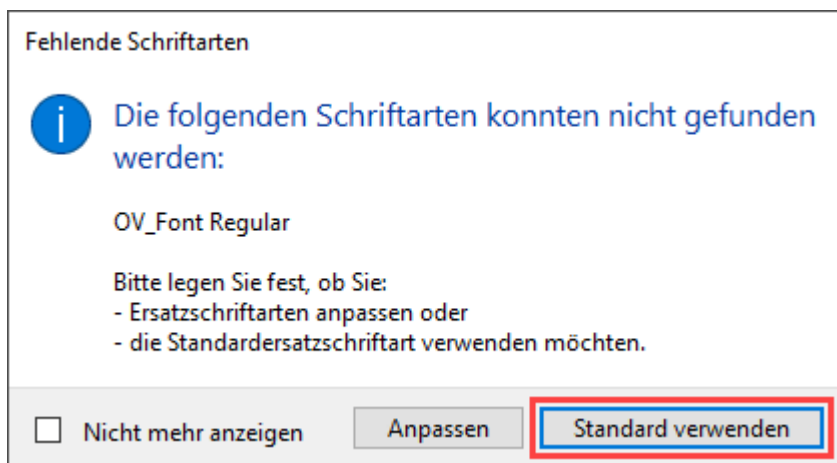 Fehlende Schriftarten
Die folgenden Schriftarten konnten nicht gefunden
werden:
OV_Font Regular
Bitte legen Sie fest, ob Sie:
- Ersatzschriftarten anpassen oder
- die Standardersatzschriftart verwenden möchten.
Nicht mehr anzeigen
Anpassen
Standard verwenden